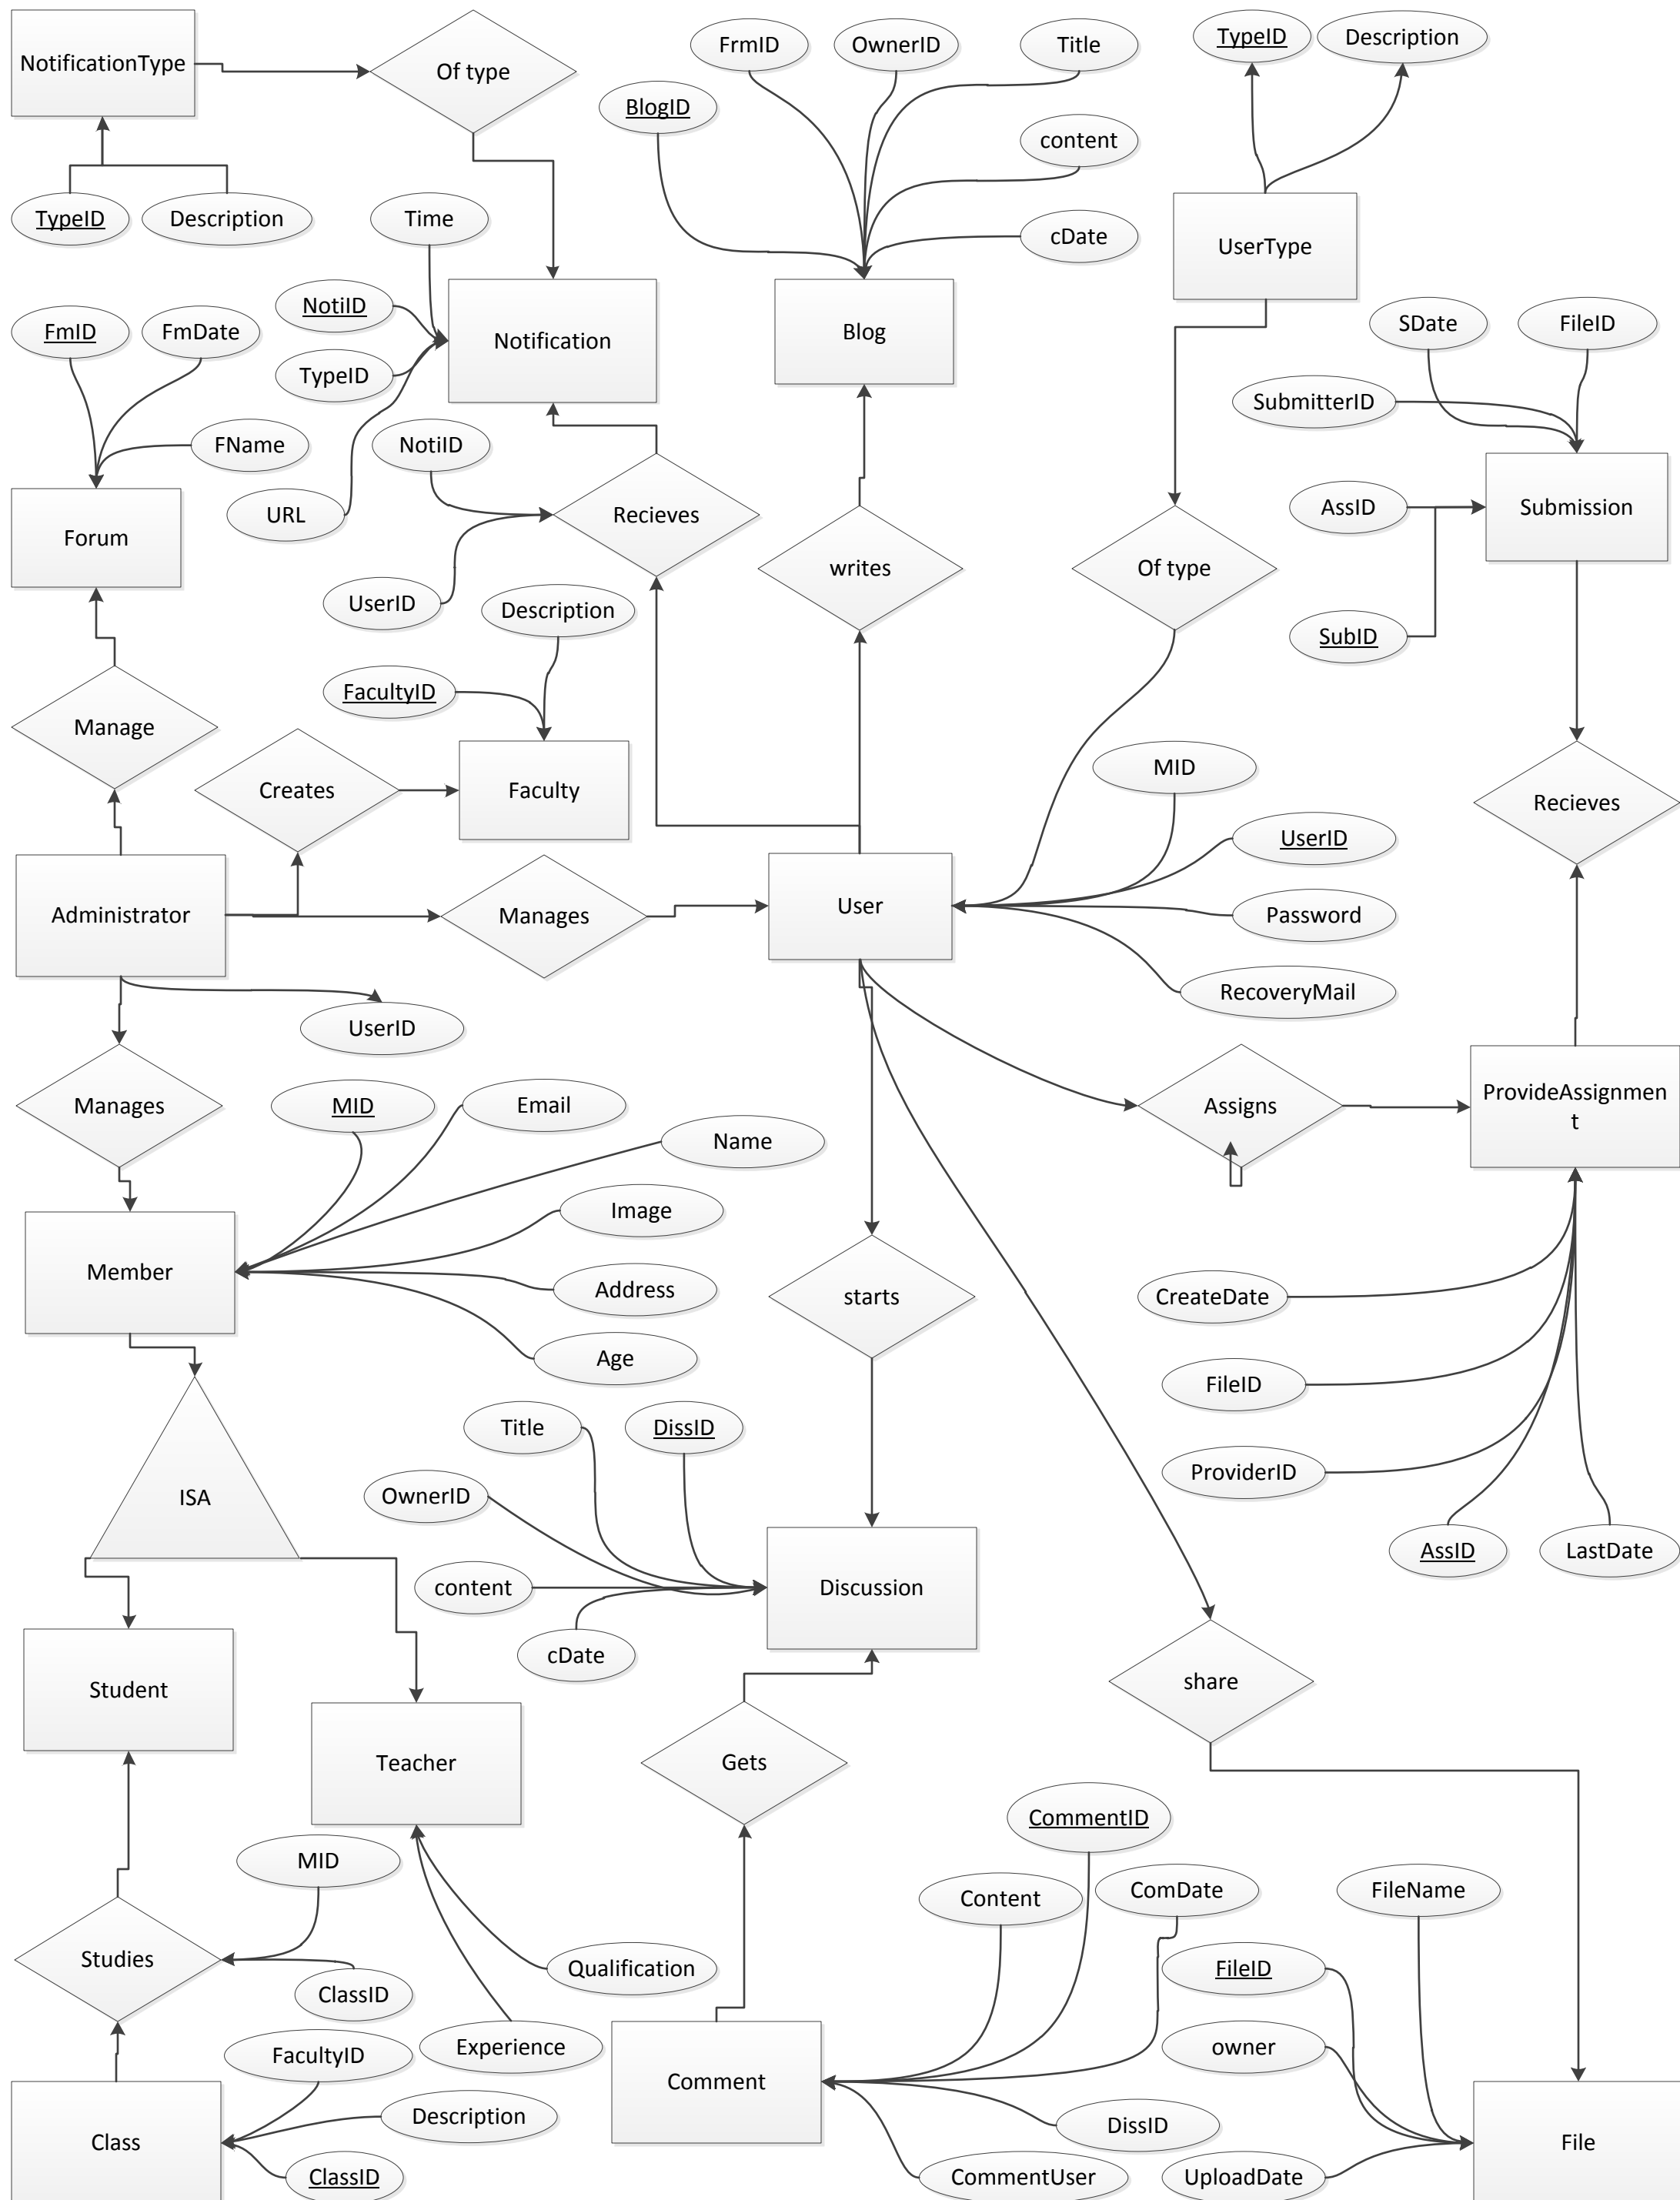 FrmID
OwnerID
Title
TypeID
Description
NotificationType
Of type
BlogID
content
TypeID
Description
Time
cDate
UserType
NotiID
FmID
FmDate
Notification
Blog
SDate
FileID
TypeID
SubmitterID
FName
NotiID
URL
Recieves
AssID
Submission
Forum
writes
Of type
UserID
Description
SubID
FacultyID
Manage
MID
Creates
Faculty
Recieves
UserID
Administrator
Manages
User
Password
RecoveryMail
UserID
Manages
MID
Email
Assigns
ProvideAssignmen
t
Name
Image
Member
Address
starts
CreateDate
Age
FileID
Title
DissID
ProviderID
ISA
OwnerID
AssID
LastDate
content
Discussion
cDate
Student
share
Teacher
Gets
CommentID
MID
Content
ComDate
FileName
Studies
Qualification
FileID
ClassID
Experience
owner
FacultyID
Comment
Description
DissID
Class
File
ClassID
CommentUser
UploadDate